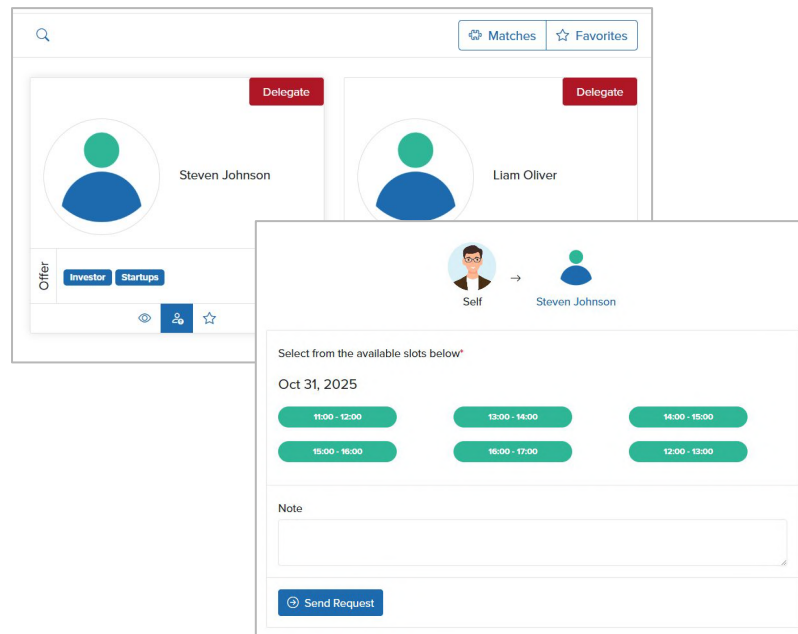 Matches Favorites
Delegate
Delegate
Steven Johnson
Liam Oliver
Offer
Investor Startups
Self
→
Steven Johnson
Select from the available slots below*
Oct 31, 2025
11:00 - 12:00 13:00 - 14:00 14:00 - 15:00
15:00 - 16:00 16:00 - 17:00 12:00 - 13:00
Note
Send Request